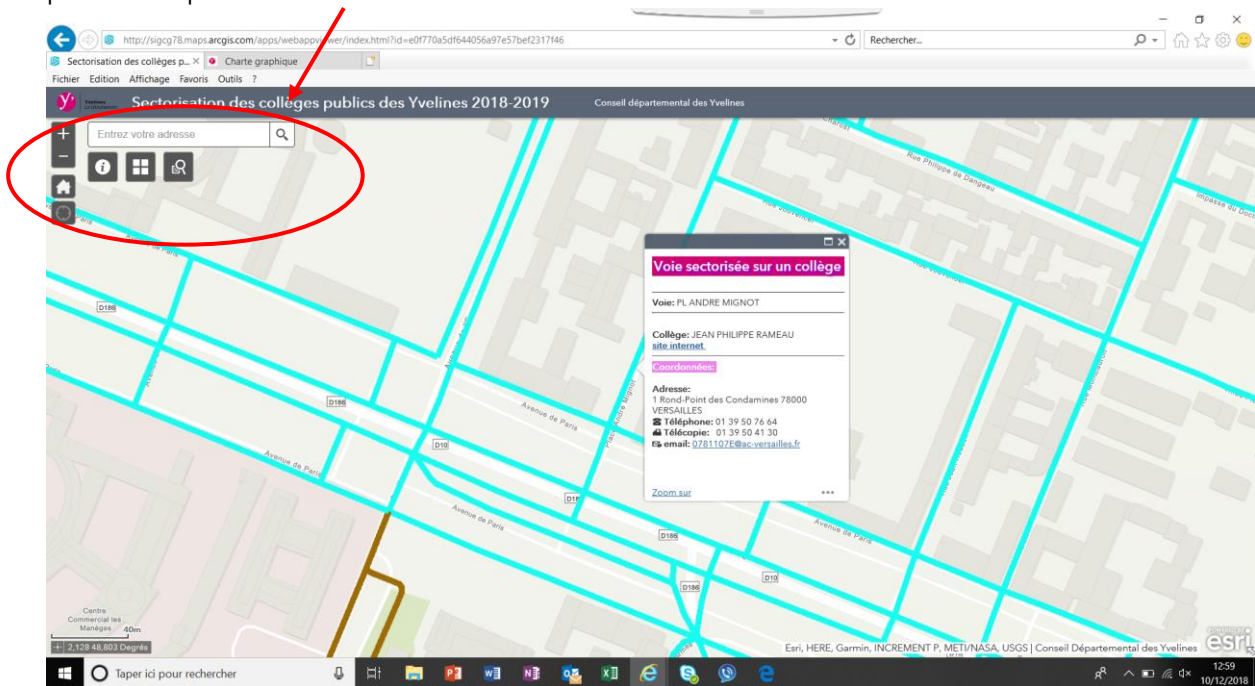 http://sigcg78.maps.arcgis.com/apps/webappviewer/index.html?id=e0f770a5df644056a97e57bef2317f46
Rechercher...
Sectorisation des collèges p...
Charte graphique
Fichier Edition Affichage Favoris Outils ?
Yvelines
Sectorisation des collèges publics des Yvelines 2018-2019
Conseil départemental des Yvelines
Entrez votre adresse
Rue Philippe de Dangeau
Avenue de Paris
D186
D186
D10
Avenue de Paris
Avenue de Paris
Place André Mignot
Avenue de Paris
D186
D10
D186
Avenue de Paris
Voie sectorisée sur un collège
Voie: PL ANDRE MIGNOT
Collège: JEAN PHILIPPE RAMEAU
site internet
Coordonnées:
Adresse:
1 Rond-Point des Condamines 78000
VERSAILLES
Téléphone: 01 39 50 76 64
Télécopie: 01 39 50 41 30
email: 0781107E@ac-versailles.fr
Zoom sur
Centre
Commercial les
Manèges
40m
2,128 48,803 Degrés
Esri, HERE, Garmin, INCREMENT P, METI/NASA, USGS | Conseil Départemental des Yvelines
esri
Taper ici pour rechercher
12:59
10/12/2018